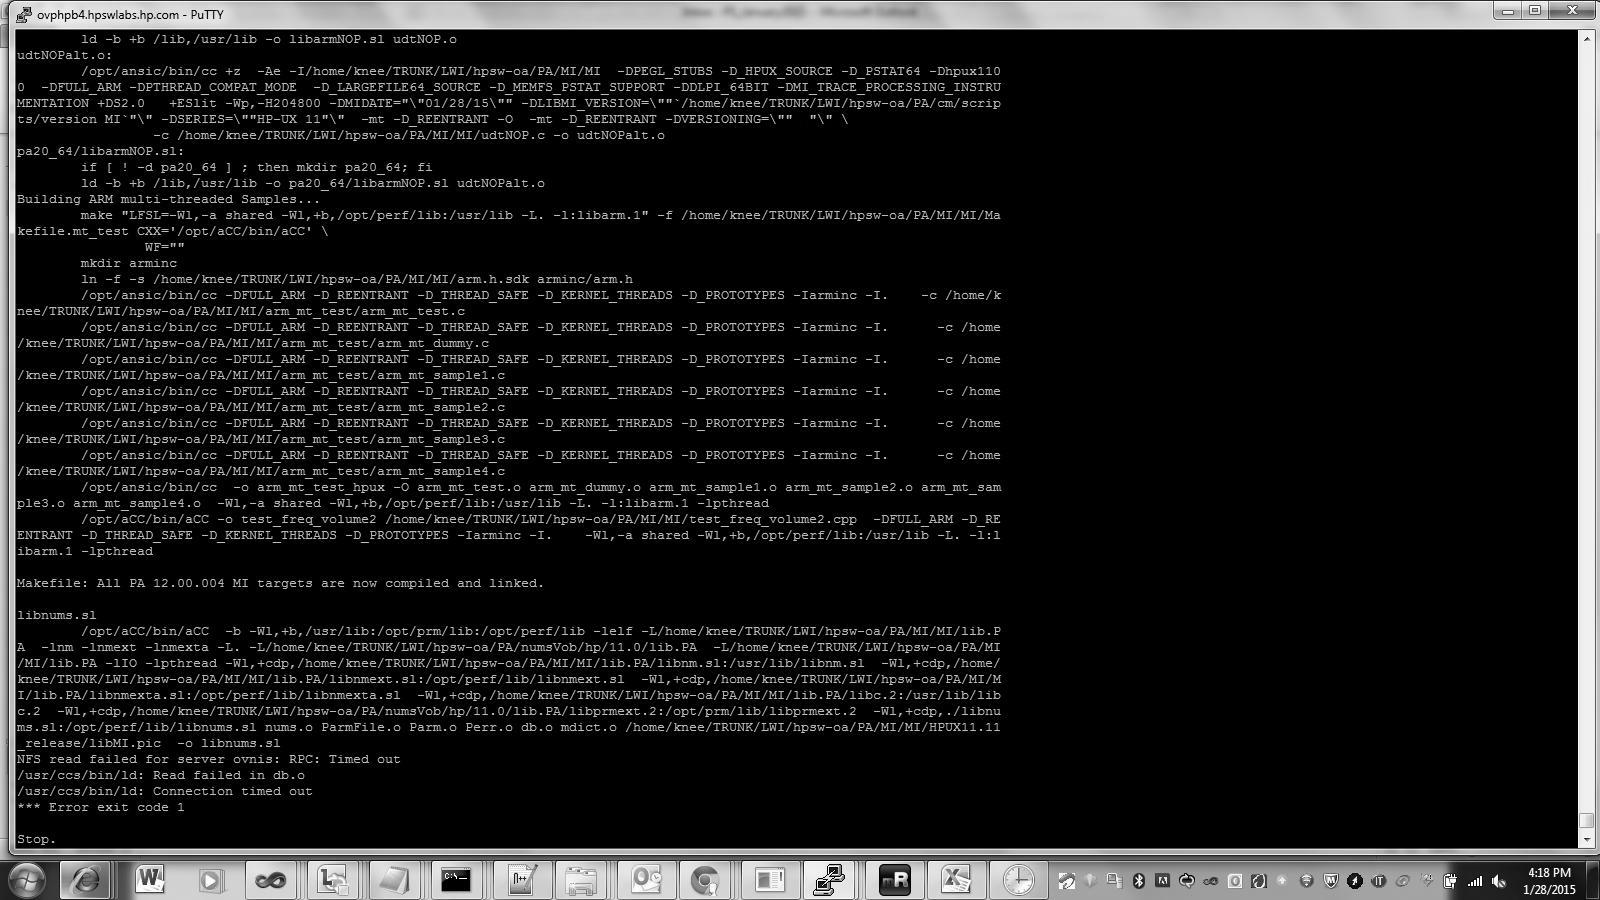 ovphpb4.hpswlabs.hp.com - PuTTY
ld -b +b /lib,/usr/lib -o libarmNOP.sl udtNOP.o
udtNOPalt.o:
/opt/ansic/bin/cc +z  -Ae -I/home/knee/TRUNK/LWI/hpsw-oa/PA/MI/MI  -DPEGL_STUBS -D_HPUX_SOURCE -D_PSTAT64 -Dhpux110
0  -DFULL_ARM -DPTHREAD_COMPAT_MODE  -D_LARGEFILE64_SOURCE -D_MEMFS_PSTAT_SUPPORT -DDLPI_64BIT -DMI_TRACE_PROCESSING_INSTRU
MENTATION +DS2.0   +ESlit -Wp,-H204800 -DMIDATE="\"01/28/15\"" -DLIBMI_VERSION=\""`/home/knee/TRUNK/LWI/hpsw-oa/PA/cm/scrip
ts/version MI`"\" -DSERIES=\""HP-UX 11"\"  -mt -D_REENTRANT -O  -mt -D_REENTRANT -DVERSIONING=\""  "\" \
-c /home/knee/TRUNK/LWI/hpsw-oa/PA/MI/MI/udtNOP.c -o udtNOPalt.o
pa20_64/libarmNOP.sl:
if [ ! -d pa20_64 ] ; then mkdir pa20_64; fi
ld -b +b /lib,/usr/lib -o pa20_64/libarmNOP.sl udtNOPalt.o
Building ARM multi-threaded Samples...
make "LFSL=-Wl,-a shared -Wl,+b,/opt/perf/lib:/usr/lib -L. -l:libarm.1" -f /home/knee/TRUNK/LWI/hpsw-oa/PA/MI/MI/Ma
kefile.mt_test CXX='/opt/aCC/bin/aCC' \
WF=""
mkdir arminc
ln -f -s /home/knee/TRUNK/LWI/hpsw-oa/PA/MI/MI/arm.h.sdk arminc/arm.h
/opt/ansic/bin/cc -DFULL_ARM -D_REENTRANT -D_THREAD_SAFE -D_KERNEL_THREADS -D_PROTOTYPES -Iarminc -I.    -c /home/k
nee/TRUNK/LWI/hpsw-oa/PA/MI/MI/arm_mt_test/arm_mt_test.c
/opt/ansic/bin/cc -DFULL_ARM -D_REENTRANT -D_THREAD_SAFE -D_KERNEL_THREADS -D_PROTOTYPES -Iarminc -I.      -c /home
/knee/TRUNK/LWI/hpsw-oa/PA/MI/MI/arm_mt_test/arm_mt_dummy.c
/opt/ansic/bin/cc -DFULL_ARM -D_REENTRANT -D_THREAD_SAFE -D_KERNEL_THREADS -D_PROTOTYPES -Iarminc -I.      -c /home
/knee/TRUNK/LWI/hpsw-oa/PA/MI/MI/arm_mt_test/arm_mt_sample1.c
/opt/ansic/bin/cc -DFULL_ARM -D_REENTRANT -D_THREAD_SAFE -D_KERNEL_THREADS -D_PROTOTYPES -Iarminc -I.      -c /home
/knee/TRUNK/LWI/hpsw-oa/PA/MI/MI/arm_mt_test/arm_mt_sample2.c
/opt/ansic/bin/cc -DFULL_ARM -D_REENTRANT -D_THREAD_SAFE -D_KERNEL_THREADS -D_PROTOTYPES -Iarminc -I.      -c /home
/knee/TRUNK/LWI/hpsw-oa/PA/MI/MI/arm_mt_test/arm_mt_sample3.c
/opt/ansic/bin/cc -DFULL_ARM -D_REENTRANT -D_THREAD_SAFE -D_KERNEL_THREADS -D_PROTOTYPES -Iarminc -I.      -c /home
/knee/TRUNK/LWI/hpsw-oa/PA/MI/MI/arm_mt_test/arm_mt_sample4.c
/opt/ansic/bin/cc  -o arm_mt_test_hpux -O arm_mt_test.o arm_mt_dummy.o arm_mt_sample1.o arm_mt_sample2.o arm_mt_sam
ple3.o arm_mt_sample4.o  -Wl,-a shared -Wl,+b,/opt/perf/lib:/usr/lib -L. -l:libarm.1 -lpthread
/opt/aCC/bin/aCC -o test_freq_volume2 /home/knee/TRUNK/LWI/hpsw-oa/PA/MI/MI/test_freq_volume2.cpp  -DFULL_ARM -D_RE
ENTRANT -D_THREAD_SAFE -D_KERNEL_THREADS -D_PROTOTYPES -Iarminc -I.    -Wl,-a shared -Wl,+b,/opt/perf/lib:/usr/lib -L. -l:l
ibarm.1 -lpthread
Makefile: All PA 12.00.004 MI targets are now compiled and linked.
libnums.sl
/opt/aCC/bin/aCC  -b -Wl,+b,/usr/lib:/opt/prm/lib:/opt/perf/lib -lelf -L/home/knee/TRUNK/LWI/hpsw-oa/PA/MI/MI/lib.P
A  -lnm -lnmext -lnmexta -L. -L/home/knee/TRUNK/LWI/hpsw-oa/PA/numsVob/hp/11.0/lib.PA  -L/home/knee/TRUNK/LWI/hpsw-oa/PA/MI
/MI/lib.PA -lIO -lpthread -Wl,+cdp,/home/knee/TRUNK/LWI/hpsw-oa/PA/MI/MI/lib.PA/libnm.sl:/usr/lib/libnm.sl  -Wl,+cdp,/home/
knee/TRUNK/LWI/hpsw-oa/PA/MI/MI/lib.PA/libnmext.sl:/opt/perf/lib/libnmext.sl  -Wl,+cdp,/home/knee/TRUNK/LWI/hpsw-oa/PA/MI/M
I/lib.PA/libnmexta.sl:/opt/perf/lib/libnmexta.sl  -Wl,+cdp,/home/knee/TRUNK/LWI/hpsw-oa/PA/MI/MI/lib.PA/libc.2:/usr/lib/lib
c.2  -Wl,+cdp,/home/knee/TRUNK/LWI/hpsw-oa/PA/numsVob/hp/11.0/lib.PA/libprmext.2:/opt/prm/lib/libprmext.2  -Wl,+cdp,./libnu
ms.sl:/opt/perf/lib/libnums.sl nums.o ParmFile.o Parm.o Perr.o db.o mdict.o /home/knee/TRUNK/LWI/hpsw-oa/PA/MI/MI/HPUX11.11
_release/libMI.pic  -o libnums.sl
NFS read failed for server ovnis: RPC: Timed out
/usr/ccs/bin/ld: Read failed in db.o
/usr/ccs/bin/ld: Connection timed out
*** Error exit code 1
Stop.
4:18 PM
1/28/2015